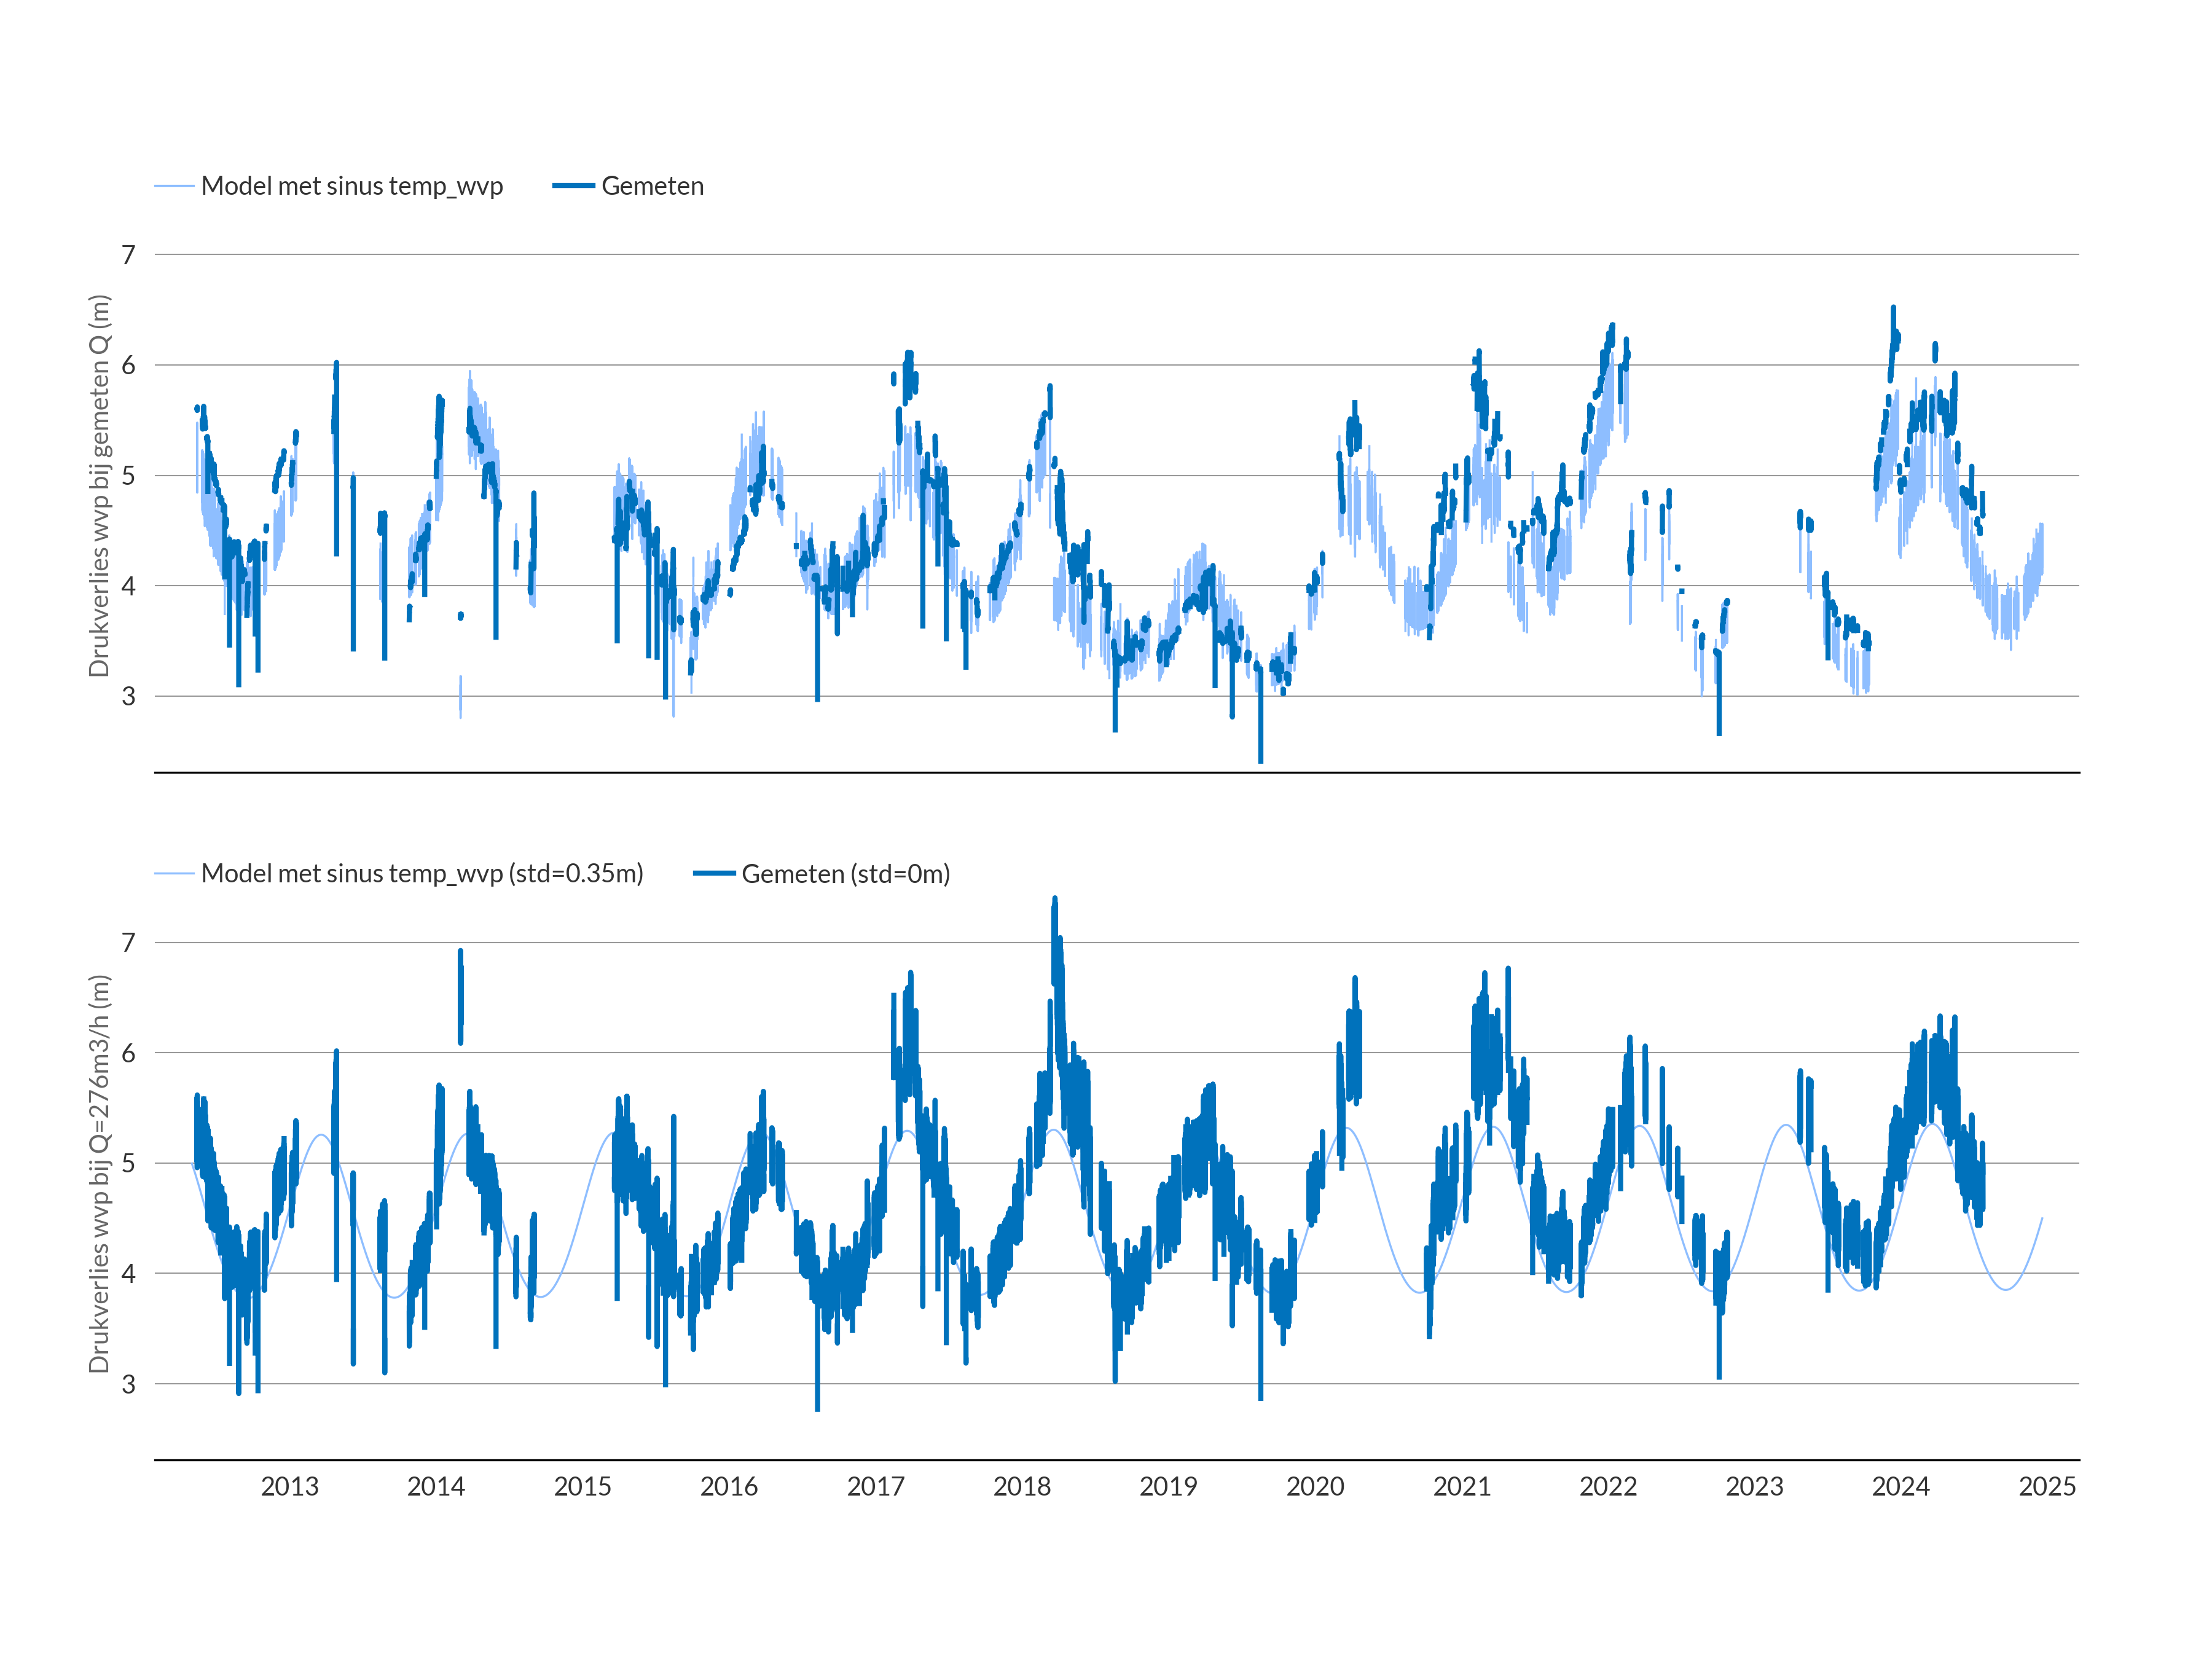 Model met sinus temp_wvp Gemeten
Drukverlies wvp bij gemeten Q (m)
7
6
5
4
3
Model met sinus temp_wvp (std=0.35m) Gemeten (std=0m)
Drukverlies wvp bij Q=276m3/h (m)
7
6
5
4
3
2013 2014 2015 2016 2017 2018 2019 2020 2021 2022 2023 2024 2025